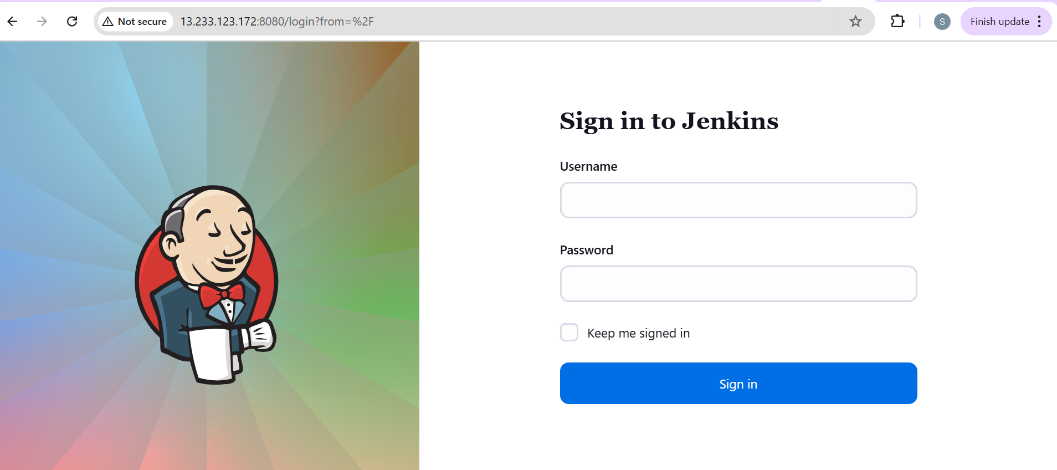 Not secure 13.233.123.172:8080/login?from=%2F S Finish update
Sign in to Jenkins
Username
Password
Keep me signed in
Sign in